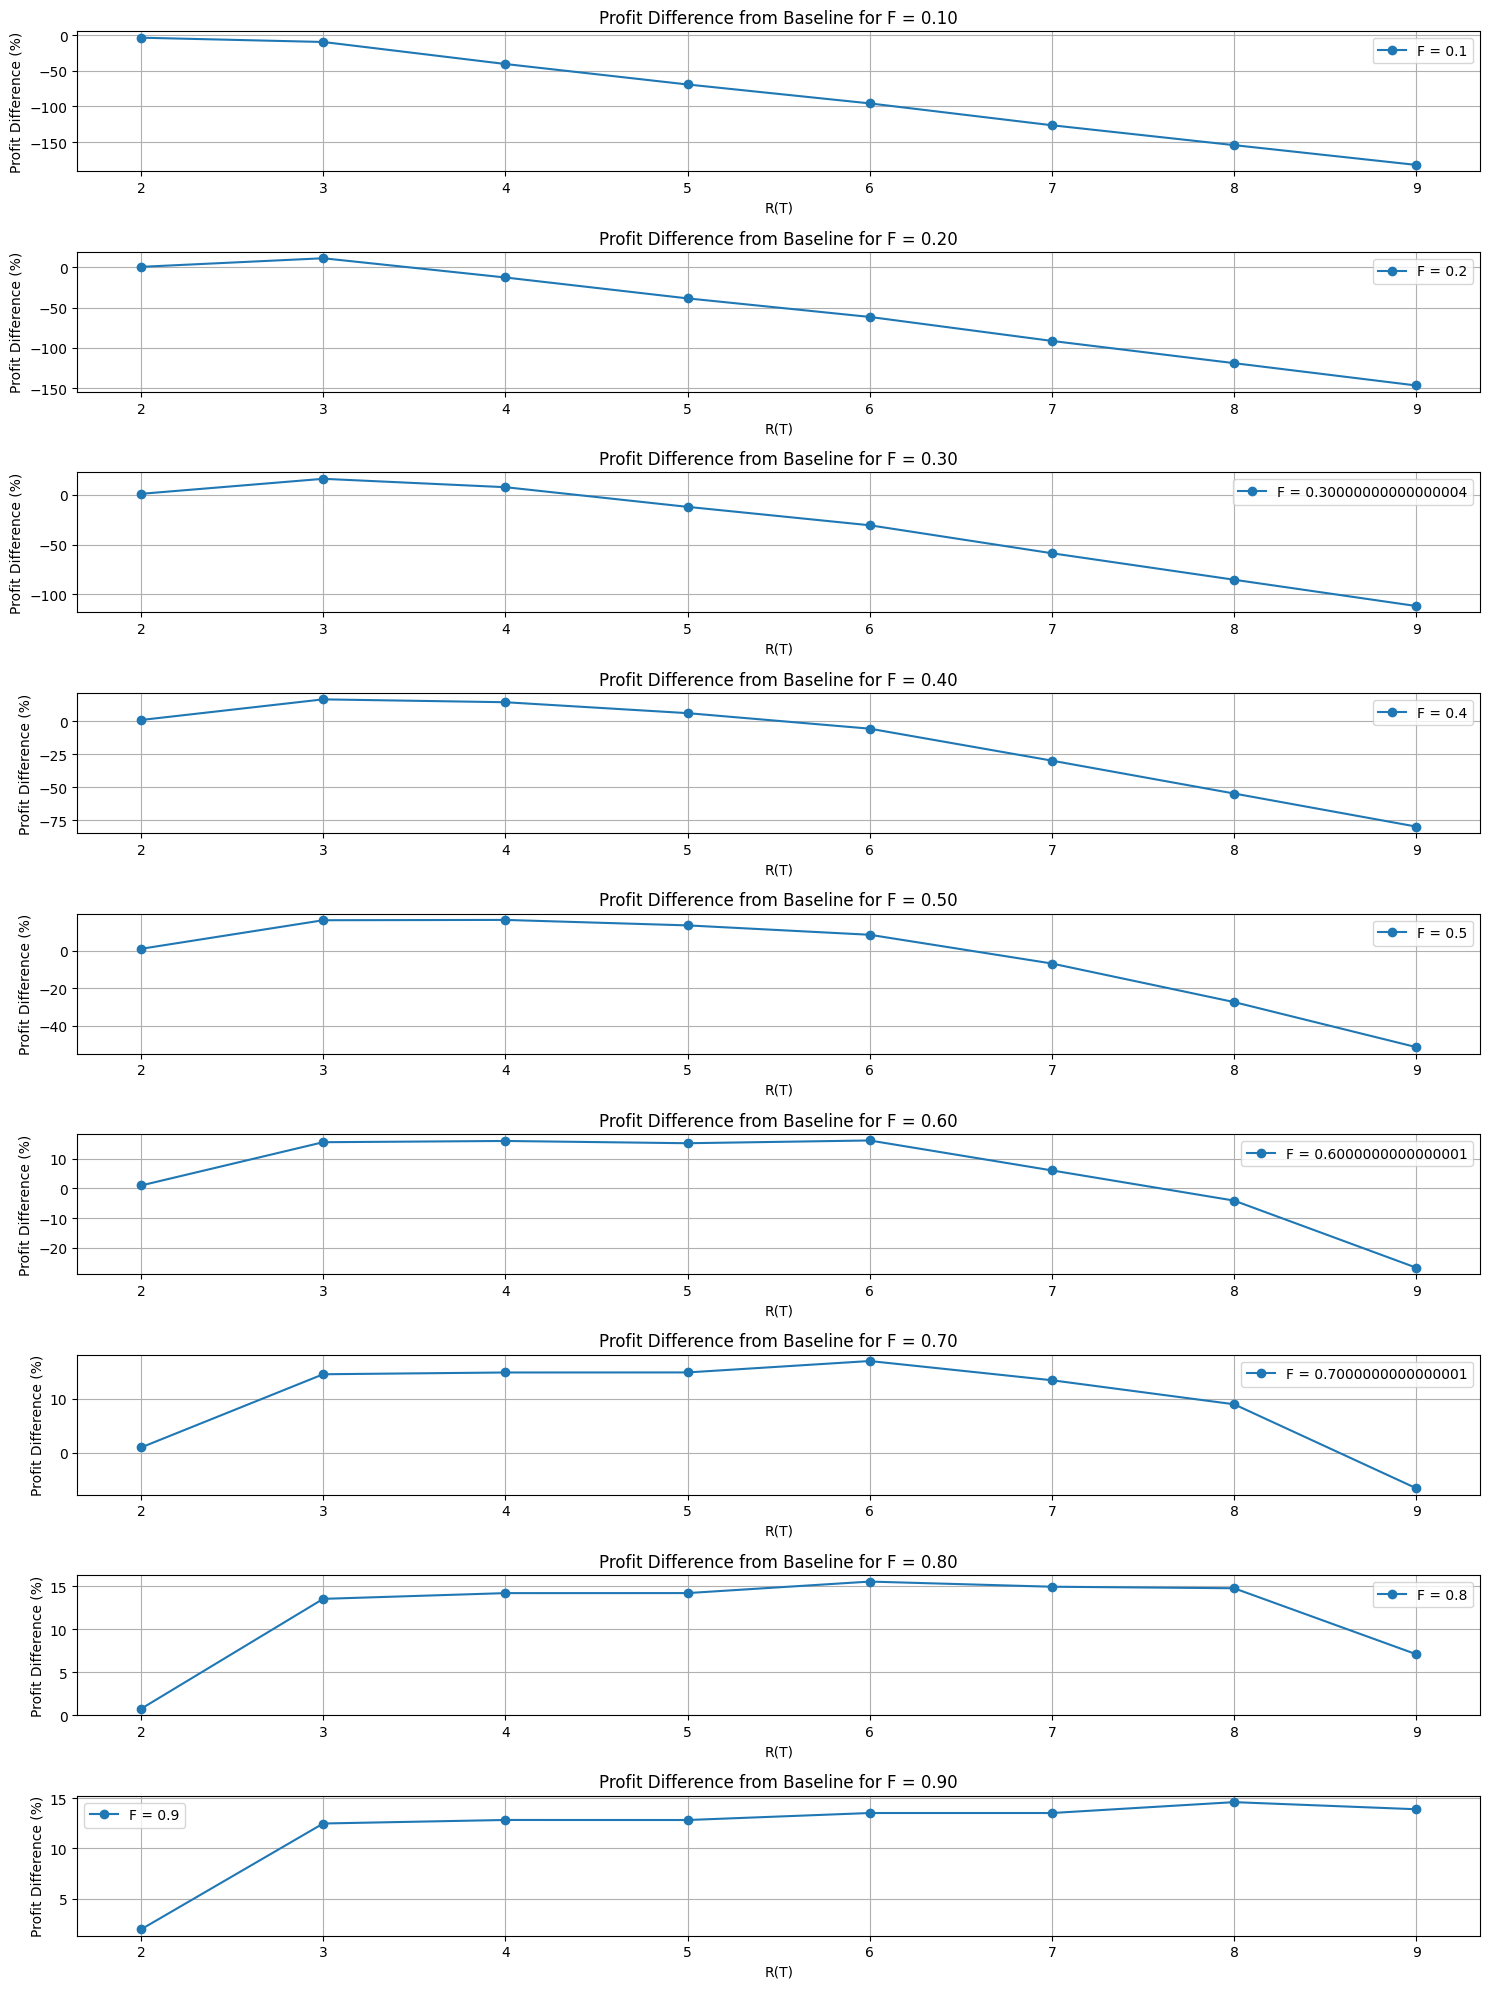 Profit Difference from Baseline for F = 0.10
Profit Difference (%)
0
−50
−100
−150
F = 0.1
2 3 4 5 6 7 8 9
R(T)
Profit Difference from Baseline for F = 0.20
Profit Difference (%)
0
−50
−100
−150
F = 0.2
2 3 4 5 6 7 8 9
R(T)
Profit Difference from Baseline for F = 0.30
Profit Difference (%)
0
−50
−100
F = 0.30000000000000004
2 3 4 5 6 7 8 9
R(T)
Profit Difference from Baseline for F = 0.40
Profit Difference (%)
0
−25
−50
−75
F = 0.4
2 3 4 5 6 7 8 9
R(T)
Profit Difference from Baseline for F = 0.50
Profit Difference (%)
0
−20
−40
F = 0.5
2 3 4 5 6 7 8 9
R(T)
Profit Difference from Baseline for F = 0.60
Profit Difference (%)
10
0
−10
−20
F = 0.6000000000000001
2 3 4 5 6 7 8 9
R(T)
Profit Difference from Baseline for F = 0.70
Profit Difference (%)
10
0
F = 0.7000000000000001
2 3 4 5 6 7 8 9
R(T)
Profit Difference from Baseline for F = 0.80
Profit Difference (%)
15
10
5
0
F = 0.8
2 3 4 5 6 7 8 9
R(T)
Profit Difference from Baseline for F = 0.90
Profit Difference (%)
15
10
5
F = 0.9
2 3 4 5 6 7 8 9
R(T)